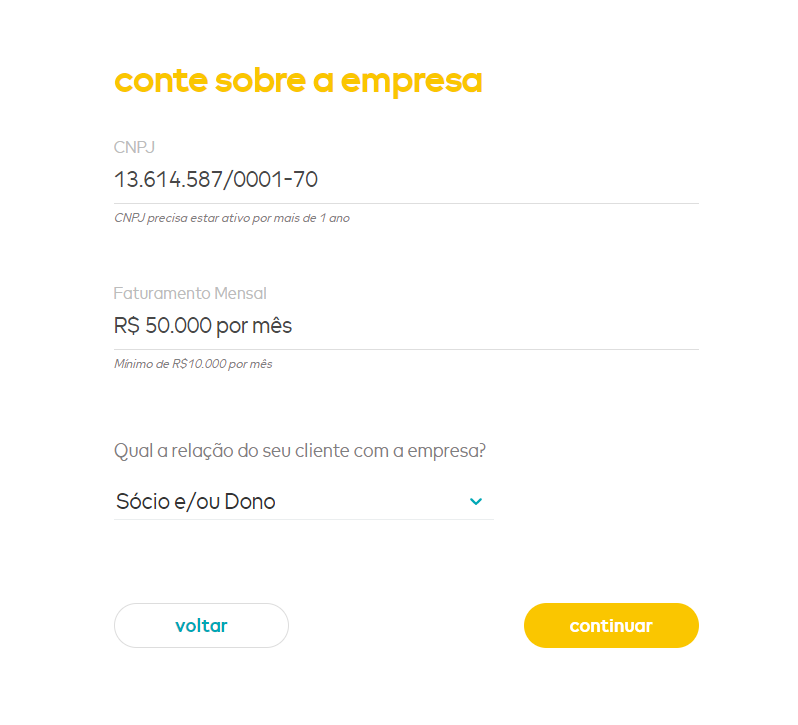 conte sobre a empresa
CNPJ
13.614.587/0001-70
CNPJ precisa estar ativo por mais de 1 ano
Faturamento Mensal
R$ 50.000 por mês
Mínimo de R$10.000 por mês
Qual a relação do seu cliente com a empresa?
Sócio e/ou Dono
voltar
continuar